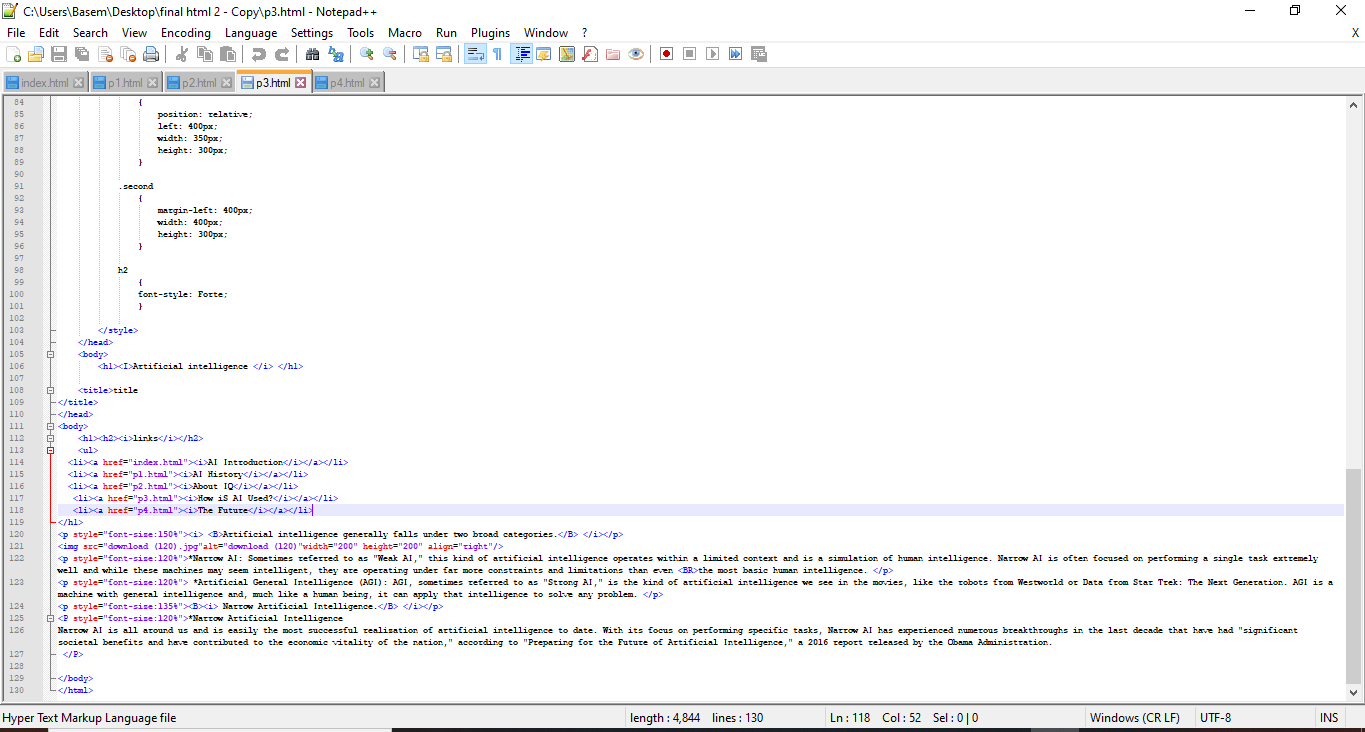 C:\Users\Basem\Desktop\final html 2 - Copy\p3.html - Notepad++
File Edit Search View Encoding Language Settings Tools Macro Run Plugins Window ? X
index.html p1.html p2.html p3.html p4.html
84 {
85 position: relative;
86 left: 400px;
87 width: 350px;
88 height: 300px;
89 }
90
91 .second
92 {
93 margin-left: 400px;
94 width: 400px;
95 height: 300px;
96 }
97
98 h2
99 {
100 font-style: Forte;
101 }
102
103 </style>
104 </head>
105 <body>
106 <h1><I>Artificial intelligence </i> </h1>
107
108 <title>title
109 </title>
110 </head>
111 <body>
112 <h1><h2><i>links</i></h2>
113 <ul>
114 <li><a href="index.html"><i>AI Introduction</i></a></li>
115 <li><a href="p1.html"><i>AI History</i></a></li>
116 <li><a href="p2.html"><i>About IQ</i></a></li>
117 <li><a href="p3.html"><i>How iS AI Used?</i></a></li>
118 <li><a href="p4.html"><i>The Future</i></a></li>
119 </h1>
120 <p style="font-size:150%"><i> <B>Artificial intelligence generally falls under two broad categories.</B> </i></p>
121 <img src="download (120).jpg"alt="download (120)"width="200" height="200" align="right"/>
122 <p style="font-size:120%">*Narrow AI: Sometimes referred to as "Weak AI," this kind of artificial intelligence operates within a limited context and is a simulation of human intelligence. Narrow AI is often focused on performing a single task extremely
well and while these machines may seem intelligent, they are operating under far more constraints and limitations than even <BR>the most basic human intelligence. </p>
123 <p style="font-size:120%"> *Artificial General Intelligence (AGI): AGI, sometimes referred to as "Strong AI," is the kind of artificial intelligence we see in the movies, like the robots from Westworld or Data from Star Trek: The Next Generation. AGI is a
machine with general intelligence and, much like a human being, it can apply that intelligence to solve any problem. </p>
124 <p style="font-size:135%"><B><i> Narrow Artificial Intelligence.</B> </i></p>
125 <P style="font-size:120%">*Narrow Artificial Intelligence
126 Narrow AI is all around us and is easily the most successful realization of artificial intelligence to date. With its focus on performing specific tasks, Narrow AI has experienced numerous breakthroughs in the last decade that have had "significant
societal benefits and have contributed to the economic vitality of the nation," according to "Preparing for the Future of Artificial Intelligence," a 2016 report released by the Obama Administration.
127 </P>
128
129 </body>
130 </html>
Hyper Text Markup Language file length : 4,844 lines : 130 Ln : 118 Col : 52 Sel : 0 | 0 Windows (CR LF) UTF-8 INS